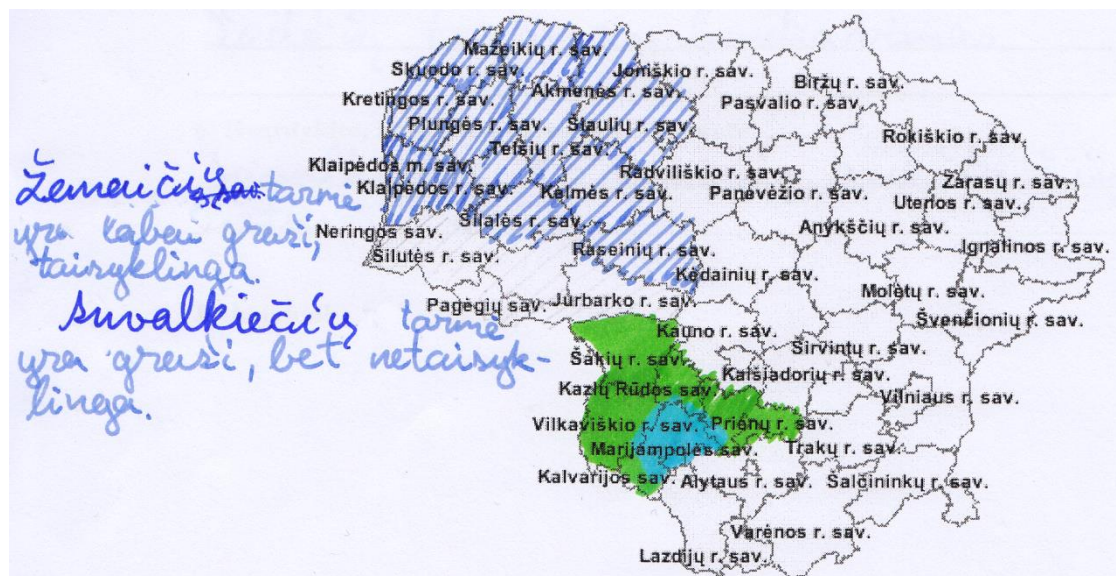 Mažeikių r. sav.
Skuodo r. sav.
Joniškio r. sav.
Biržų r. sav.
Akmenės r. sav.
Pasvalio r. sav.
Kretingos r. sav.
Plungės r. sav.
Šiaulių r. sav.
Rokiškio r. sav.
Telšių r. sav.
Klaipėdos m. sav.
Radviliškio r. sav.
Klaipėdos r. sav.
Kelmės r. sav.
Panevėžio r. sav.
Zarasų r. sav.
Utenos r. sav.
Šilalės r. sav.
Neringos sav.
Anykščių r. sav.
Raseinių r. sav.
Ignalinos r. sav.
Šilutės r. sav.
Kėdainių r. sav.
Molėtų r. sav.
Pagėgių sav.
Jurbarko r. sav.
Švenčionių r. sav.
Kauno r. sav.
Širvintų r. sav.
Šakių r. sav.
Kaišiadorių r. sav.
Kazlų Rūdos sav.
Vilniaus r. sav.
Vilkaviškio r. sav.
Prienų r. sav.
Marijampolės sav.
Trakų r. sav.
Kalvarijos sav.
Alytaus r. sav.
Šalčininkų r. sav.
Varėnos r. sav.
Lazdijų r. sav.
Žemaičių tarmė
yra labai graži,
taisyklinga.
suvalkiečių tarmė
yra graži, bet netaisyk-
linga.